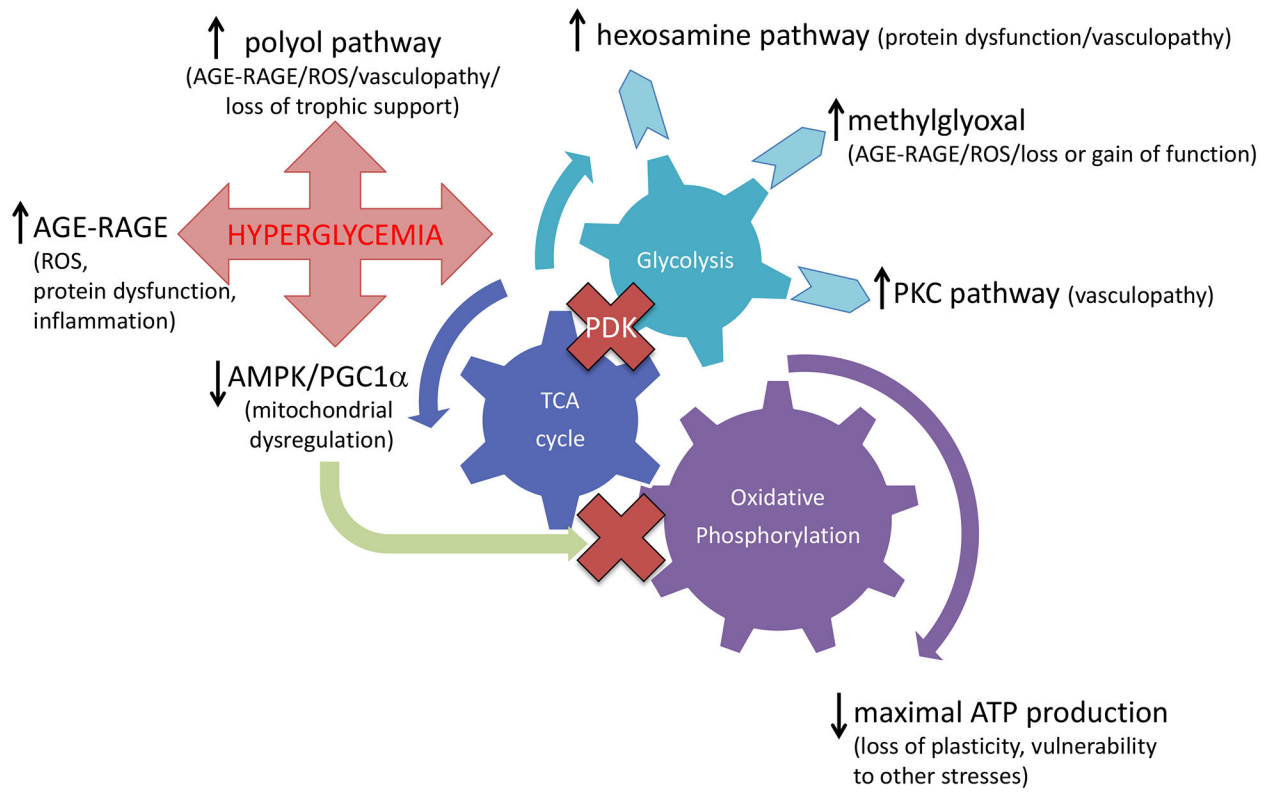 ↑ polyol pathway
(AGE-RAGE/ROS/vasculopathy/
loss of trophic support)
↑ hexosamine pathway (protein dysfunction/vasculopathy)
↑ methylglyoxal
(AGE-RAGE/ROS/loss or gain of function)
↑ AGE-RAGE
(ROS,
protein dysfunction,
inflammation)
HYPERGLYCEMIA
Glycolysis
↑ PKC pathway (vasculopathy)
PDK
↓ AMPK/PGC1α
(mitochondrial
dysregulation)
TCA
cycle
Oxidative
Phosphorylation
↓ maximal ATP production
(loss of plasticity, vulnerability
to other stresses)